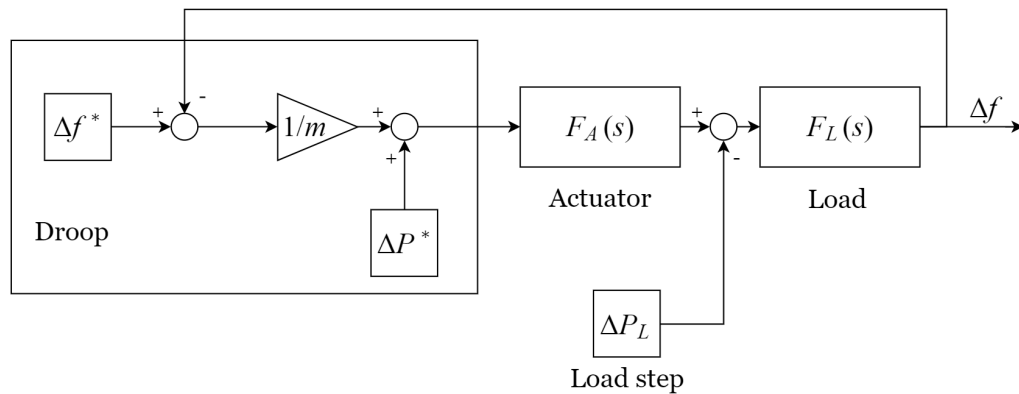 -
+
Δf *
1/m
+
+
Droop
ΔP *
F_A(s)
Actuator
+
-
F_L(s)
Load
Δf
ΔP_L
Load step